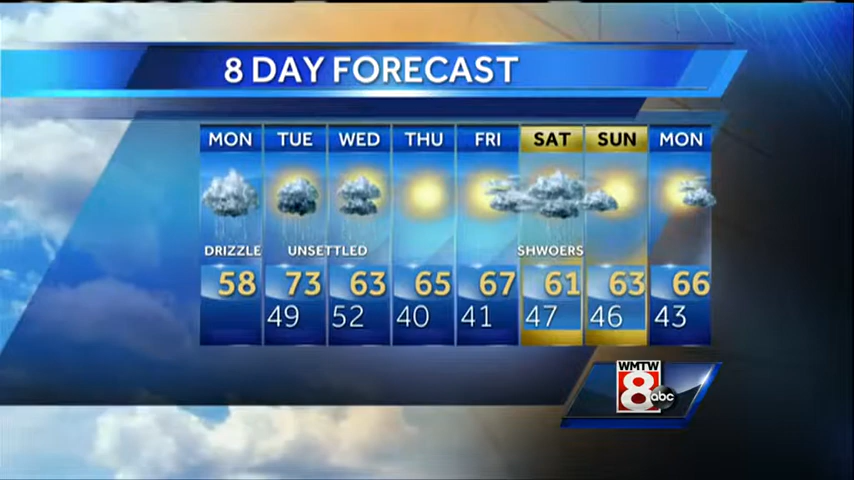 8 DAY FORECAST
MON TUE WED THU FRI SAT SUN MON
DRIZZLE UNSETTLED SHWOERS
58 73 63 65 67 61 63 66
49 52 40 41 47 46 43
WMTW
8 abc